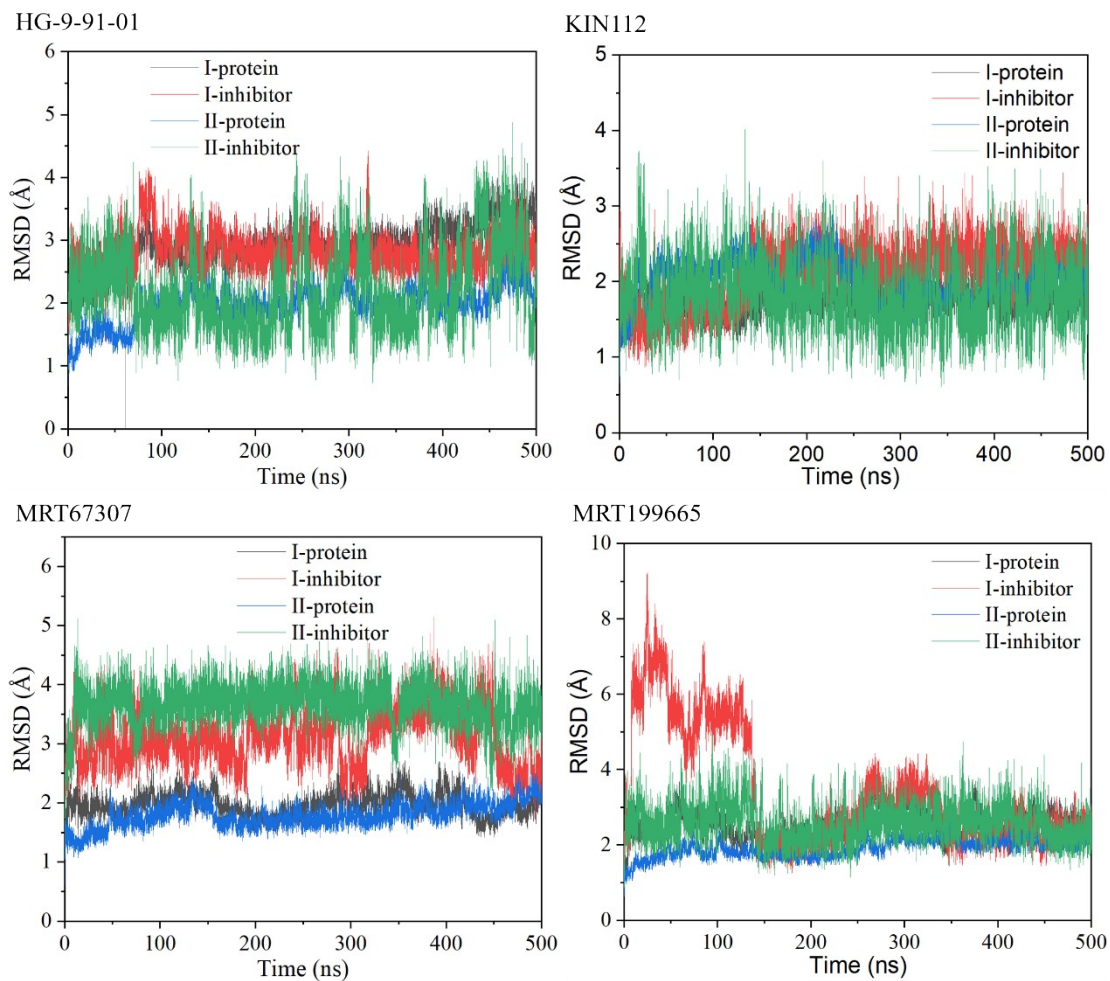 HG-9-91-01
6
5
4
3
2
1
0
RMSD (Å)
I-protein
I-inhibitor
II-protein
II-inhibitor
0 100 200 300 400 500
Time (ns)
KIN112
5
4
3
2
1
0
RMSD (Å)
I-protein
I-inhibitor
II-protein
II-inhibitor
0 100 200 300 400 500
Time (ns)
MRT67307
6
5
4
3
2
1
0
RMSD (Å)
I-protein
I-inhibitor
II-protein
II-inhibitor
0 100 200 300 400 500
Time (ns)
MRT199665
10
8
6
4
2
0
RMSD (Å)
I-protein
I-inhibitor
II-protein
II-inhibitor
0 100 200 300 400 500
Time (ns)